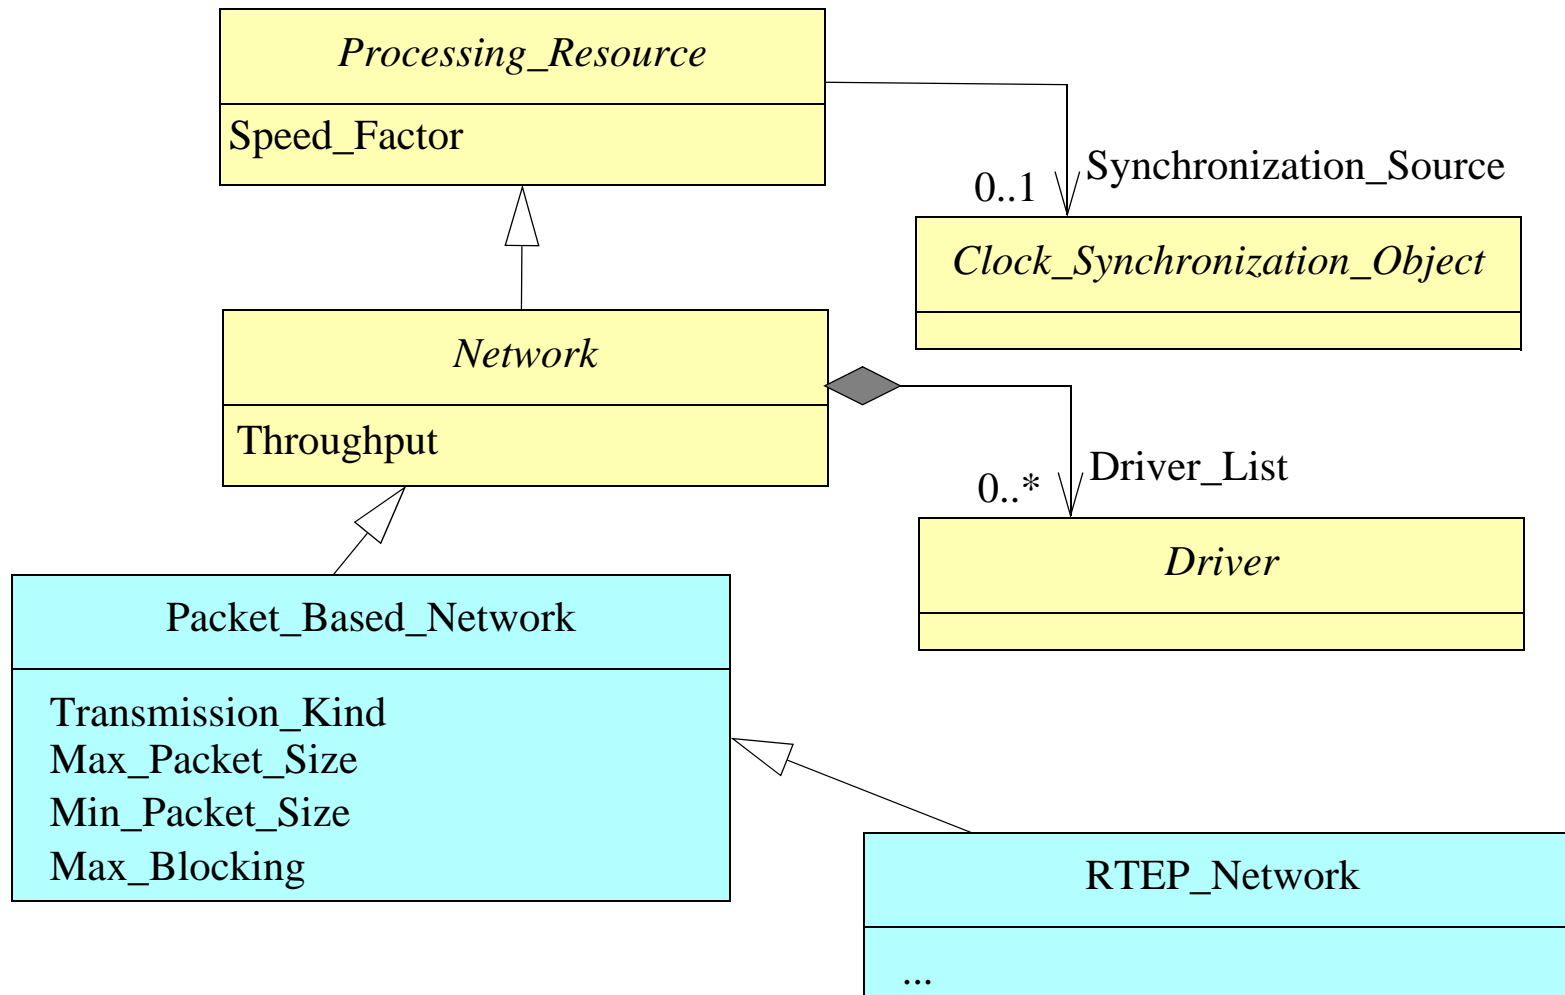 Processing_Resource
Speed_Factor
Synchronization_Source
0..1
Clock_Synchronization_Object
Network
Throughput
Driver_List
0..*
Driver
Packet_Based_Network
Transmission_Kind
Max_Packet_Size
Min_Packet_Size
Max_Blocking
RTEP_Network
...